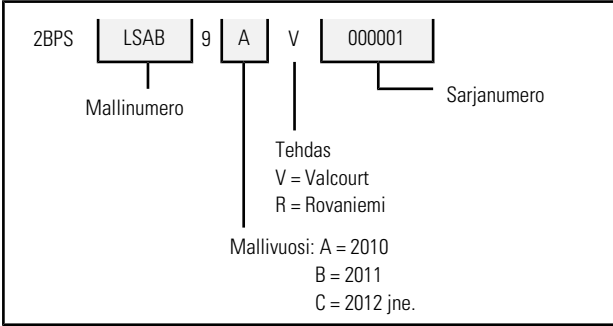 2BPS LSAB 9 A V 000001
Mallinumero
Sarjanumero
Tehdas
V = Valcourt
R = Rovaniemi
Mallivuosi: A = 2010
B = 2011
C = 2012 jne.